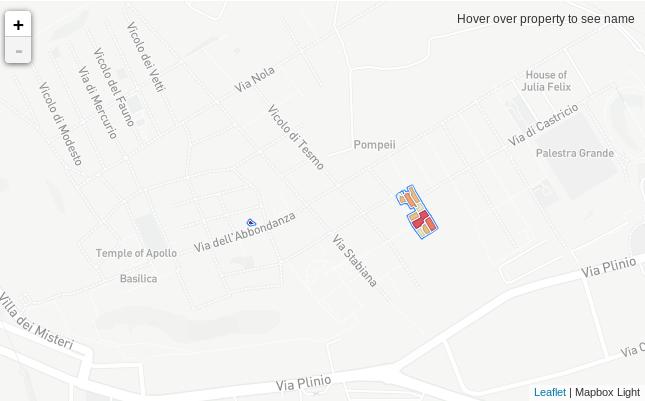 +
-
Hover over property to see name
Vicolo dei Vetti
Vicolo del Fauno
Via di Mercurio
Vicolo di Modesto
Via Nola
Vicolo di Tesmo
Pompeii
House of
Julia Felix
Via di Castricio
Palestra Grande
Via dell'Abbondanza
Temple of Apollo
Basilica
Via Stabiana
Via Plinio
Villa dei Misteri
Via Plinio
Via C
Leaflet | Mapbox Light